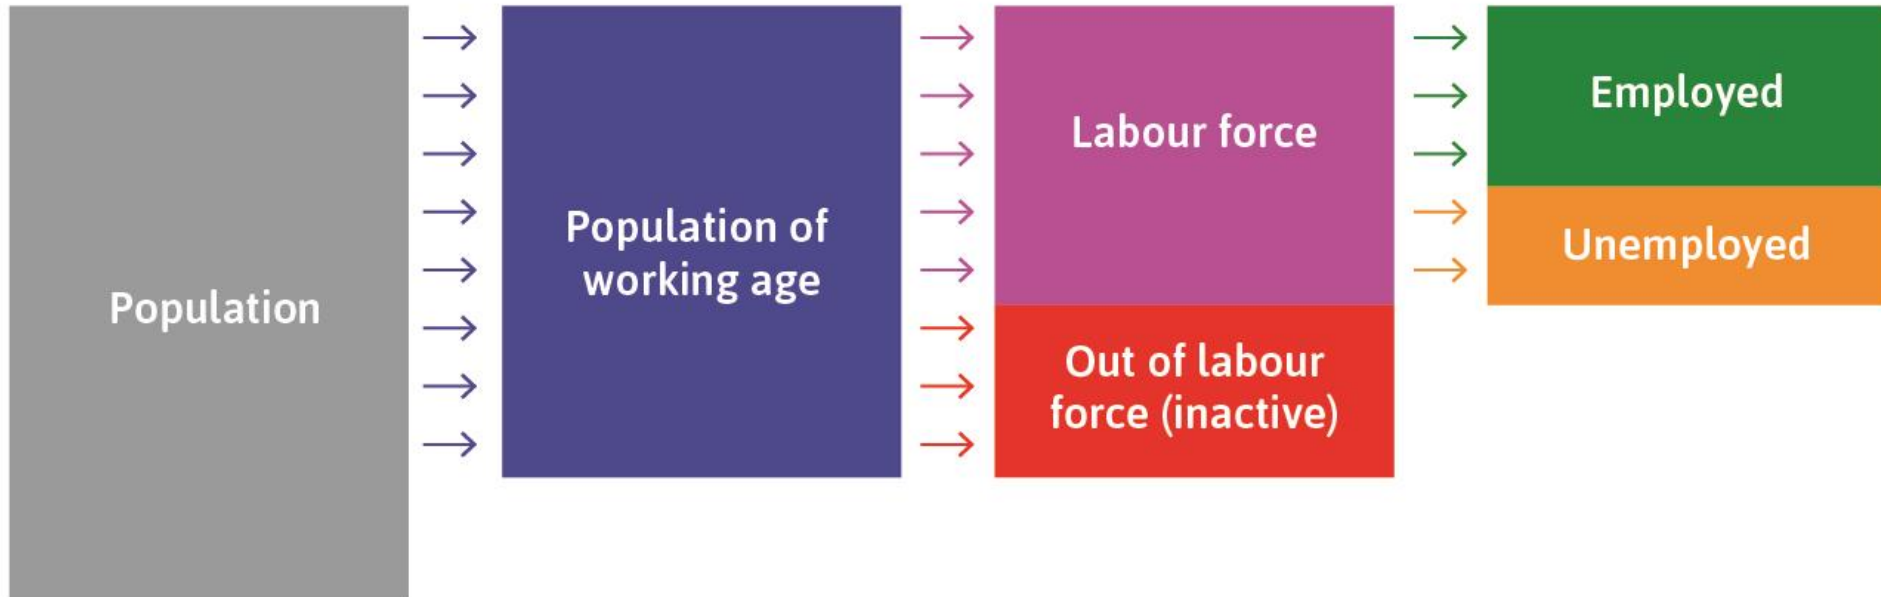 Population
Population of
working age
Labour force
Out of labour
force (inactive)
Employed
Unemployed